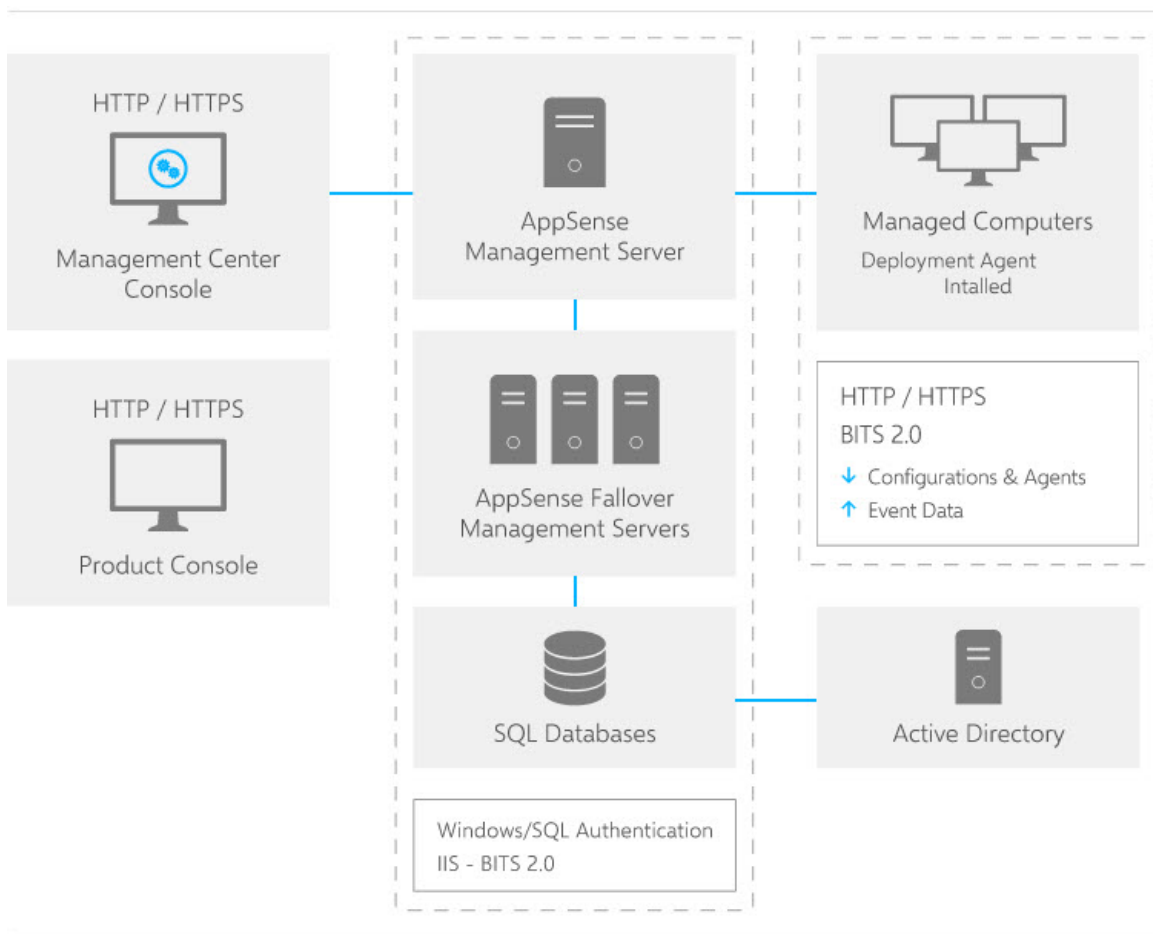 HTTP / HTTPS
Management Center
Console
HTTP / HTTPS
Product Console
AppSense
Management Server
AppSense Fallover
Management Servers
SQL Databases
Windows/SQL Authentication
IIS - BITS 2.0
Managed Computers
Deployment Agent
Intalled
HTTP / HTTPS
BITS 2.0
↓ Configurations & Agents
↑ Event Data
Active Directory